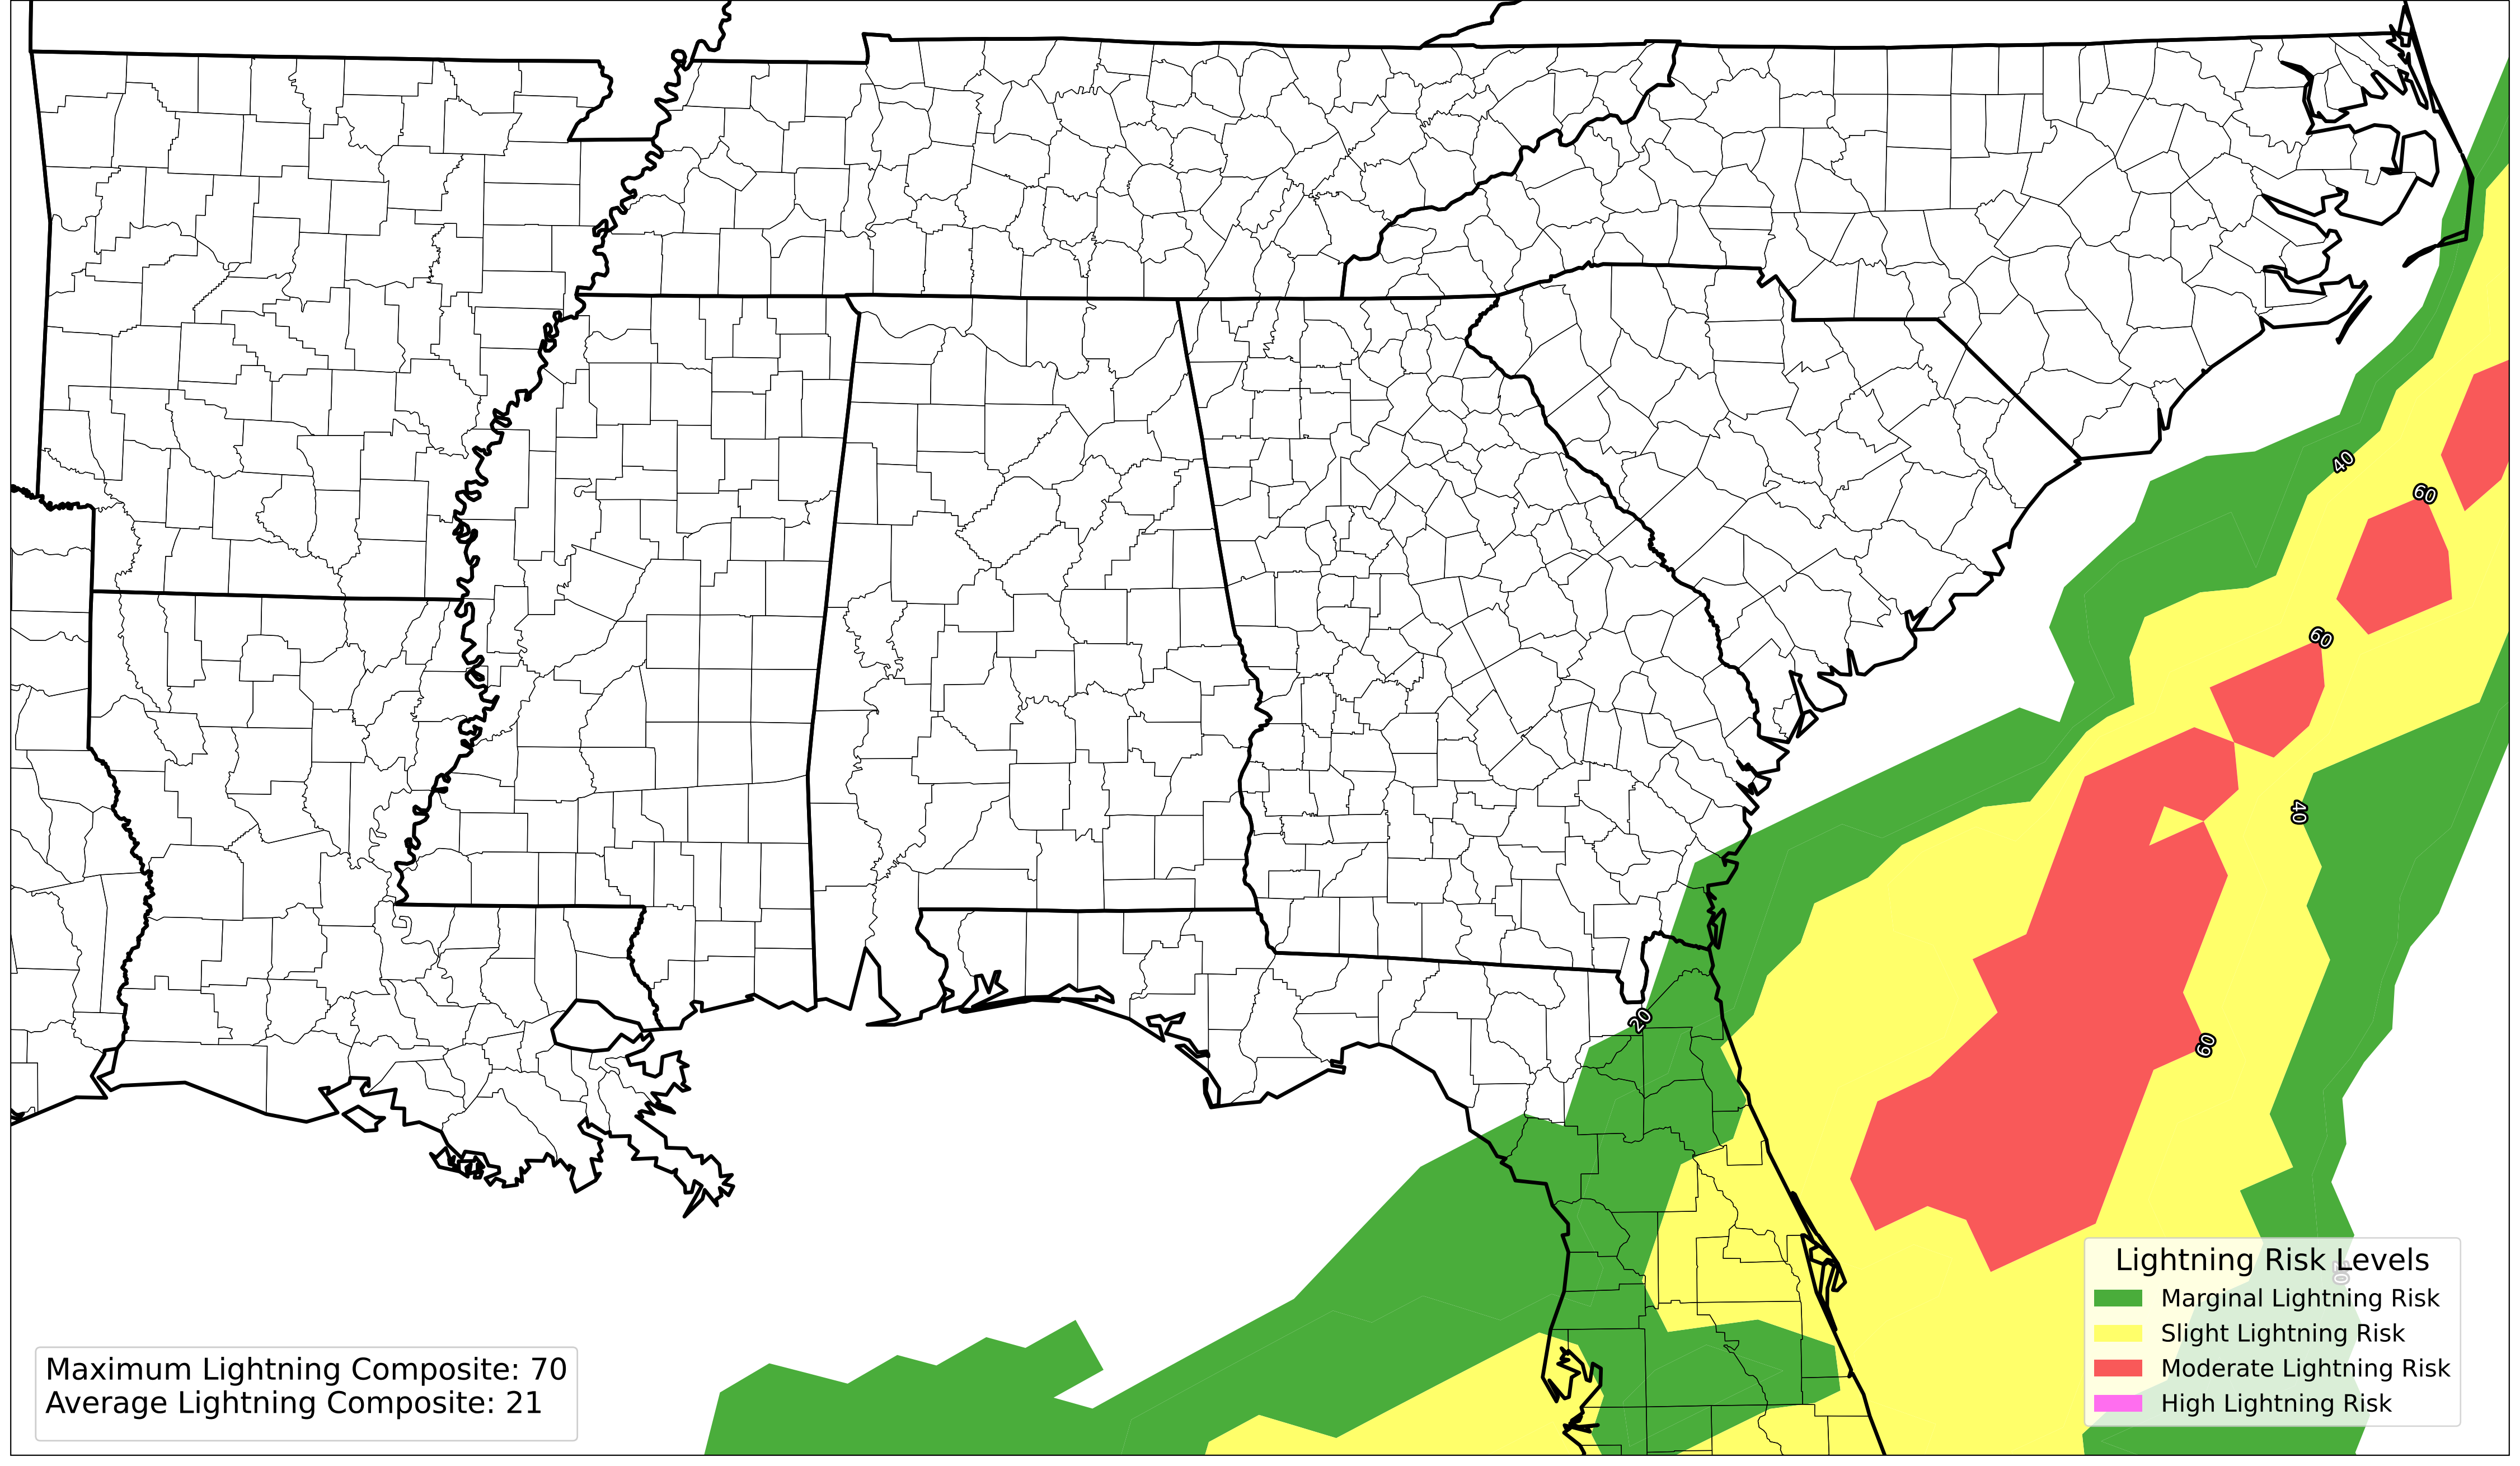 40
60
60
40
20
60
Lightning Risk Levels
Marginal Lightning Risk
Slight Lightning Risk
Moderate Lightning Risk
High Lightning Risk
Maximum Lightning Composite: 70
Average Lightning Composite: 21